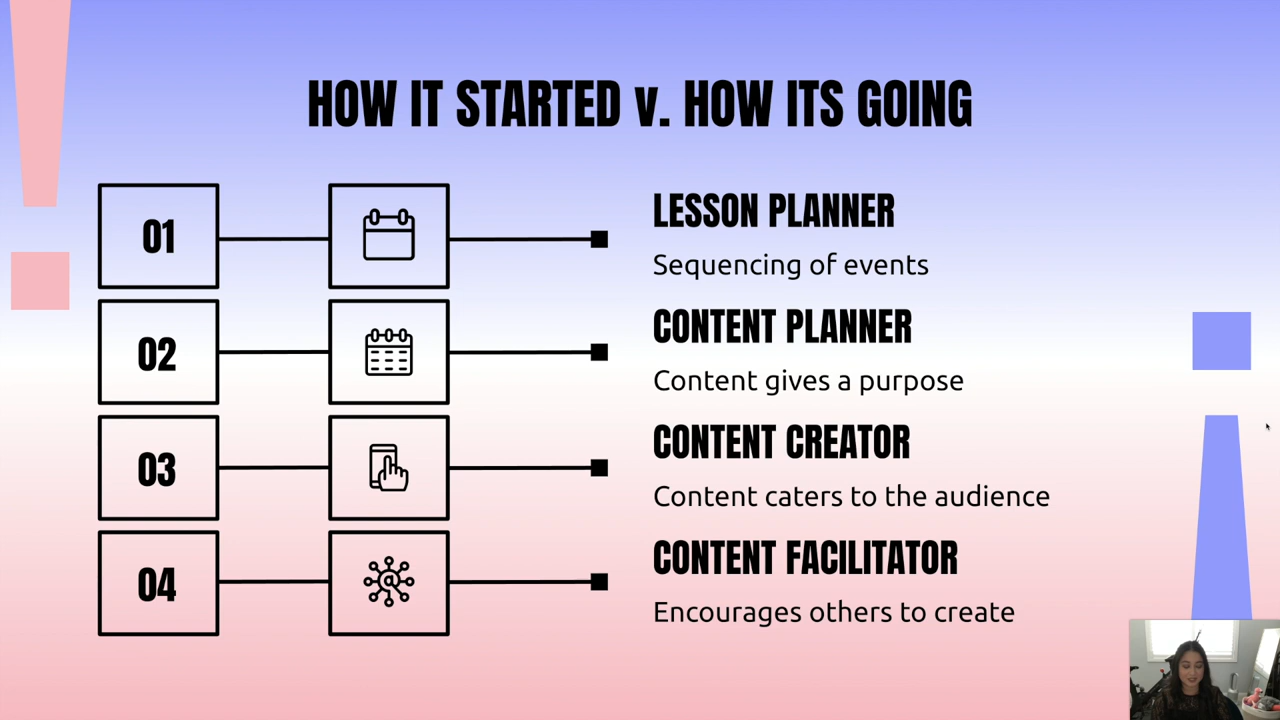 HOW IT STARTED v. HOW ITS GOING
01
LESSON PLANNER
Sequencing of events
02
CONTENT PLANNER
Content gives a purpose
03
CONTENT CREATOR
Content caters to the audience
04
@
CONTENT FACILITATOR
Encourages others to create